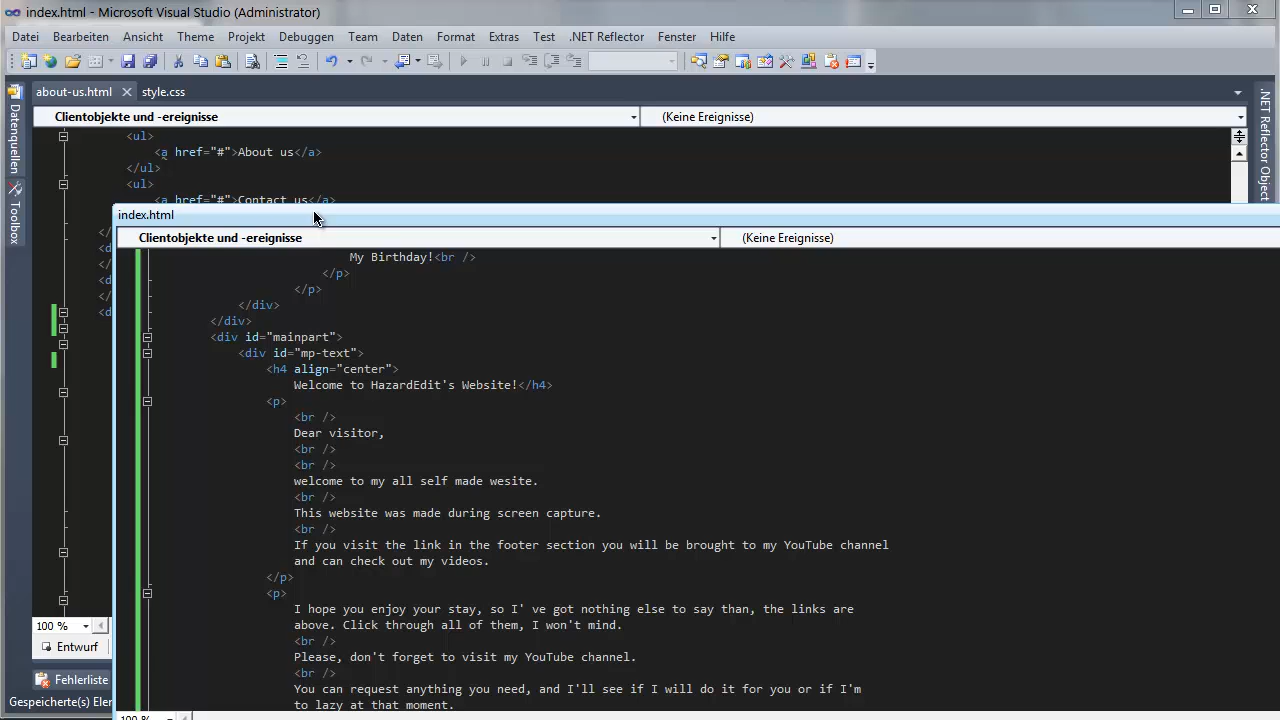 index.html - Microsoft Visual Studio (Administrator)
Datei Bearbeiten Ansicht Theme Projekt Debuggen Team Daten Format Extras Test .NET Reflector Fenster Hilfe
about-us.html style.css
Clientobjekte und -ereignisse (Keine Ereignisse)
Datenquellen
Toolbox
.NET Reflector Object
<ul>
<a href="#">About us</a>
</ul>
<ul>
<a href="#">Contact us</a>
</
<d
</
<d
</
<d
index.html
Clientobjekte und -ereignisse (Keine Ereignisse)
My Birthday!<br />
</p>
</p>
</div>
</div>
<div id="mainpart">
<div id="mp-text">
<h4 align="center">
Welcome to HazardEdit's Website!</h4>
<p>
<br />
Dear visitor,
<br />
<br />
welcome to my all self made wesite.
<br />
This website was made during screen capture.
<br />
If you visit the link in the footer section you will be brought to my YouTube channel
and can check out my videos.
</p>
<p>
I hope you enjoy your stay, so I' ve got nothing else to say than, the links are
above. Click through all of them, I won't mind.
<br />
Please, don't forget to visit my YouTube channel.
<br />
You can request anything you need, and I'll see if I will do it for you or if I'm
to lazy at that moment.
100 %
100 %
Entwurf
Fehlerliste
Gespeicherte(s) Eler